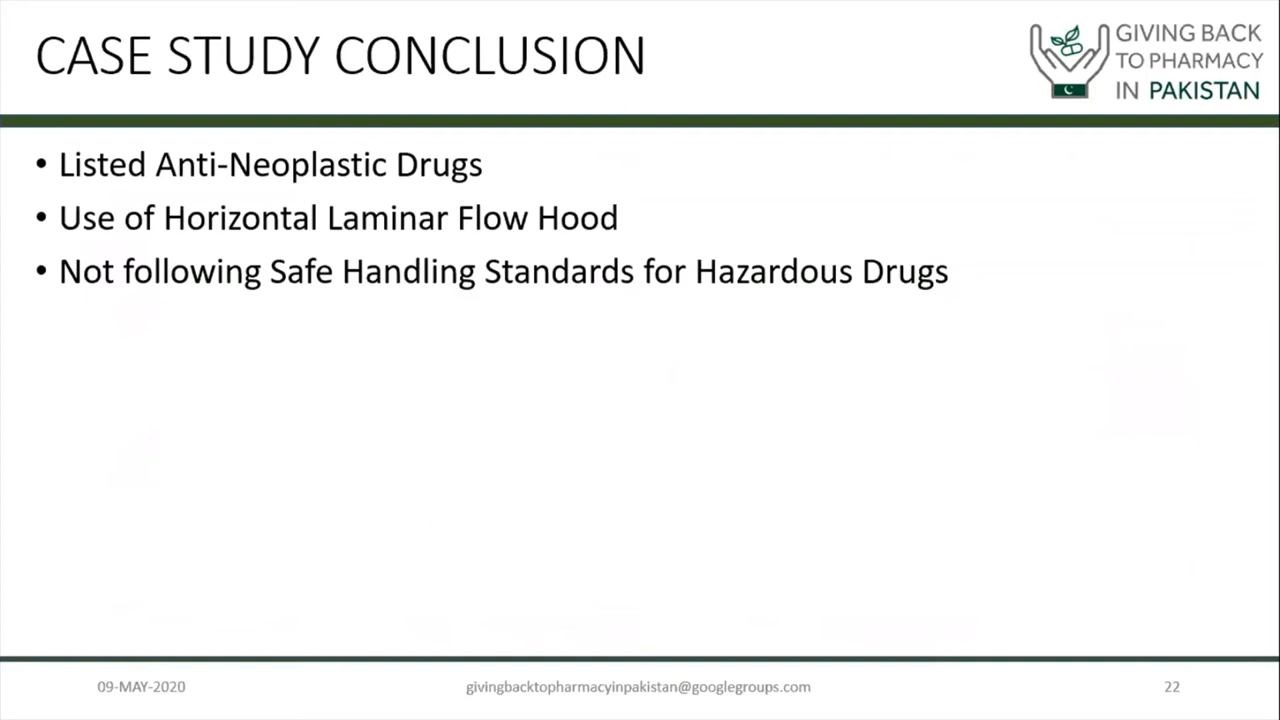 CASE STUDY CONCLUSION
GIVING BACK
TO PHARMACY
IN PAKISTAN
• Listed Anti-Neoplastic Drugs
• Use of Horizontal Laminar Flow Hood
• Not following Safe Handling Standards for Hazardous Drugs
09-MAY-2020
givingbacktopharmacyinpakistan@googlegroups.com
22